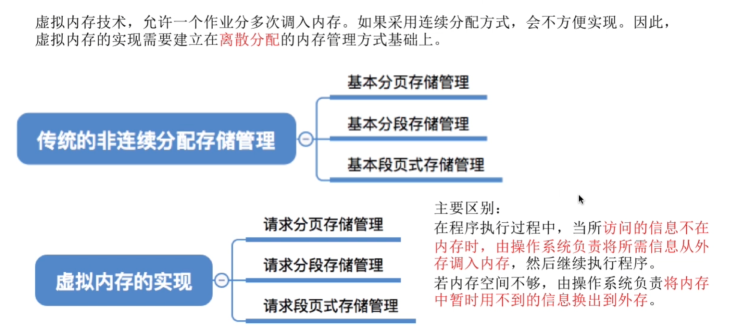 虚拟内存技术，允许一个作业分多次调入内存。如果采用连续分配方式，会不方便实现。因此，
虚拟内存的实现需要建立在离散分配的内存管理方式基础上。
传统的非连续分配存储管理
基本分页存储管理
基本分段存储管理
基本段页式存储管理
虚拟内存的实现
请求分页存储管理
请求分段存储管理
请求段页式存储管理
主要区别：
在程序执行过程中，当所访问的信息不在
内存时，由操作系统负责将所需信息从外
存调入内存，然后继续执行程序。
若内存空间不够，由操作系统负责将内存
中暂时用不到的信息换出到外存。